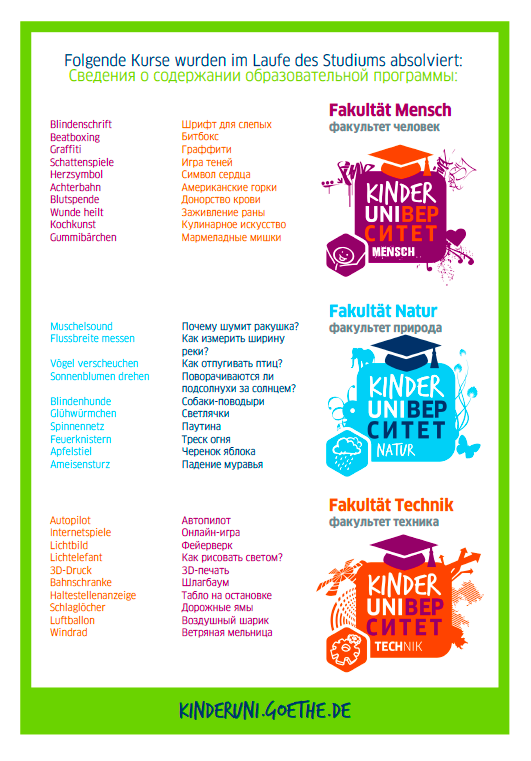 Folgende Kurse wurden im Laufe des Studiums absolviert:
Сведения о содержании образовательной программы:
Fakultät Mensch
факультет человек
Blindenschrift Шрифт для слепых
Beatboxing Битбокс
Graffiti Граффити
Schattenspiele Игра теней
Herzsymbol Символ сердца
Achterbahn Американские горки
Blutspende Донорство крови
Wunde heilt Заживление раны
Kochkunst Кулинарное искусство
Gummibärchen Мармеладные мишки
KINDER
UNIВЕР
СИТЕТ
MENSCH
Fakultät Natur
факультет природа
Muschelsound Почему шумит ракушка?
Flussbreite messen Как измерить ширину
реки?
Vögel verscheuchen Как отпугивать птиц?
Sonnenblumen drehen Поворачиваются ли
подсолнухи за солнцем?
Blindenhunde Собаки-поводыри
Glühwürmchen Светлячки
Spinnennetz Паутина
Feuerknistern Треск огня
Apfelstiel Черенок яблока
Ameisensturz Падение муравья
KINDER
UNIВЕР
СИТЕТ
NATUR
Fakultät Technik
факультет техника
Autopilot Автопилот
Internetspiele Онлайн-игра
Lichtbild Фейерверк
Lichtelefant Как рисовать светом?
3D-Druck 3D-печать
Bahnschranke Шлагбаум
Haltestellenanzeige Табло на остановке
Schlaglöcher Дорожные ямы
Luftballon Воздушный шарик
Windrad Ветряная мельница
KINDER
UNIВЕР
СИТЕТ
TECHNIK
KINDERUNI.GOETHE.DE